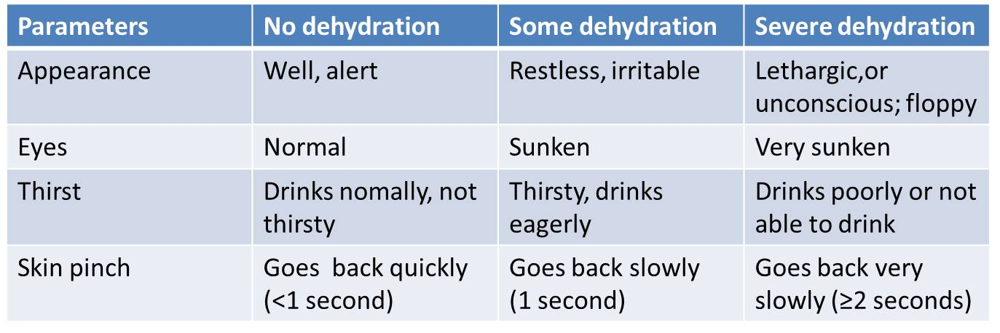 Parameters No dehydration Some dehydration Severe dehydration
Appearance Well, alert Restless, irritable Lethargic,or
unconscious; floppy
Eyes Normal Sunken Very sunken
Thirst Drinks nomally, not Thirsty, drinks Drinks poorly or not
thirsty eagerly able to drink
Skin pinch Goes back quickly Goes back slowly Goes back very
(<1 second) (1 second) slowly (≥2 seconds)